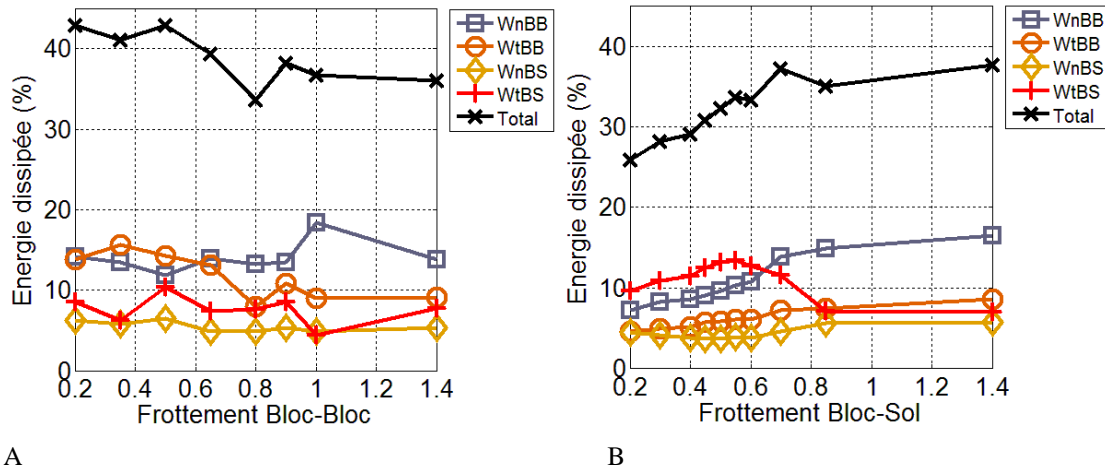 Energie dissipée (%)
40
30
20
10
0
0.2 0.4 0.6 0.8 1 1.2 1.4
Frottement Bloc-Bloc
WnBB
WtBB
WnBS
WtBS
Total
A
Energie dissipée (%)
40
30
20
10
0
0.2 0.4 0.6 0.8 1 1.2 1.4
Frottement Bloc-Sol
WnBB
WtBB
WnBS
WtBS
Total
B